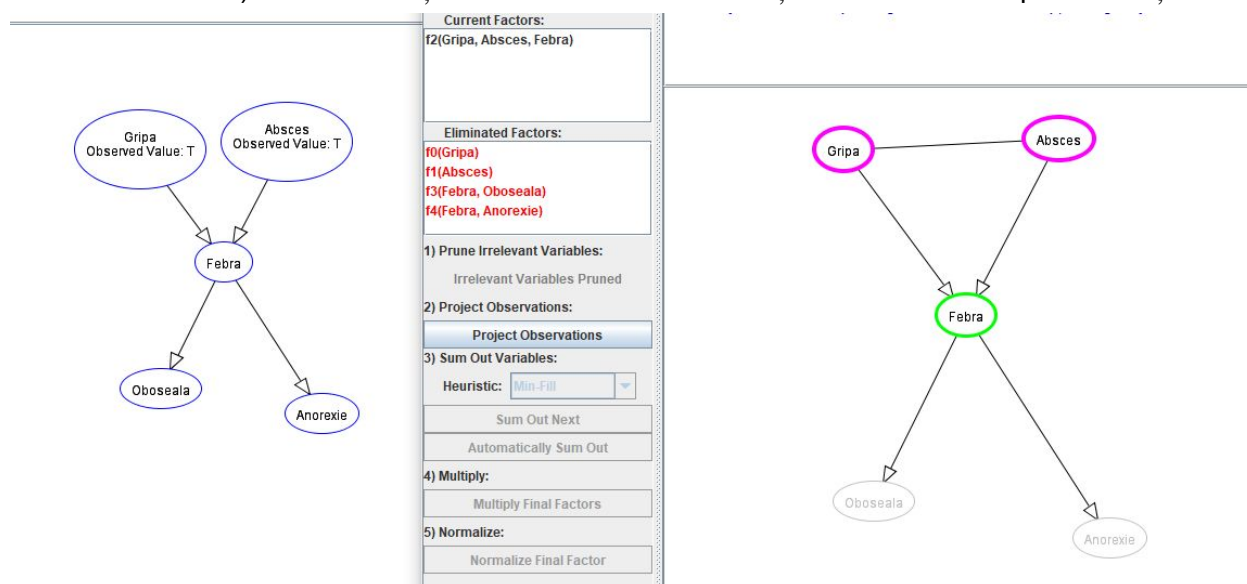 Gripa
Observed Value: T
Absces
Observed Value: T
Febra
Oboseala
Anorexie
Current Factors:
f2(Gripa, Absces, Febra)
Eliminated Factors:
f0(Gripa)
f1(Absces)
f3(Febra, Oboseala)
f4(Febra, Anorexie)
1) Prune Irrelevant Variables:
Irrelevant Variables Pruned
2) Project Observations:
Project Observations
3) Sum Out Variables:
Heuristic: Min-Fill
Sum Out Next
Automatically Sum Out
4) Multiply:
Multiply Final Factors
5) Normalize:
Normalize Final Factor
Gripa
Absces
Febra
Oboseala
Anorexie